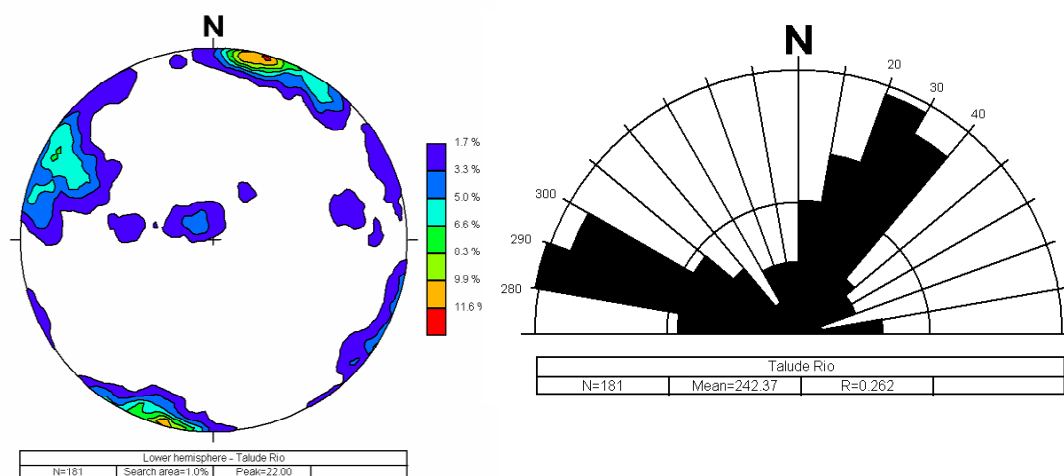 N
1.7 %
3.3 %
5.0 %
6.6 %
8.3 %
9.9 %
11.6 %
Lower hemisphere - Talude Rio
N=181 Search area=1.0% Peak=22.00
N
20
30
40
300
290
280
Talude Rio
N=181 Mean=242.37 R=0.262